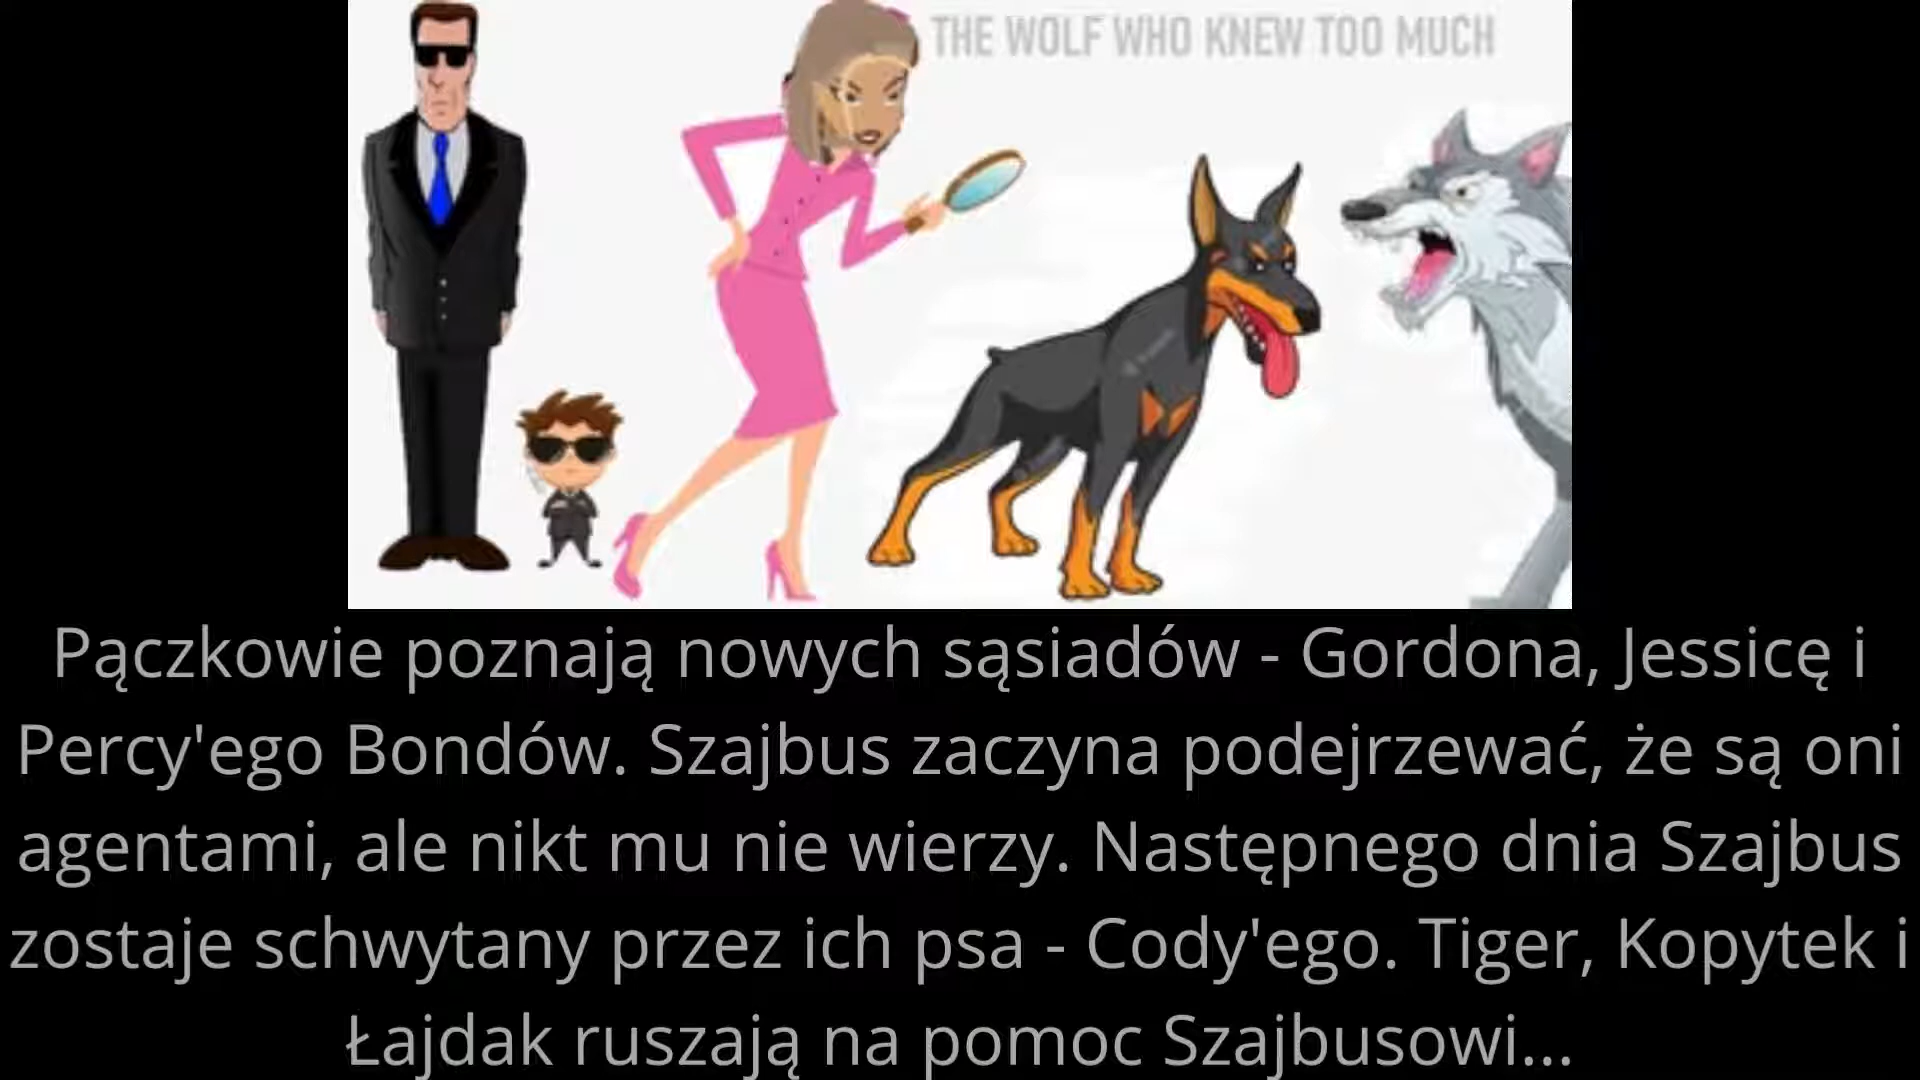 THE WOLF WHO KNEW TOO MUCH
Pączkowie poznają nowych sąsiadów - Gordona, Jessicę i
Percy'ego Bondów. Szajbus zaczyna podejrzewać, że są oni
agentami, ale nikt mu nie wierzy. Następnego dnia Szajbus
zostaje schwytany przez ich psa - Cody'ego. Tiger, Kopytek i
Łajdak ruszają na pomoc Szajbusowi...